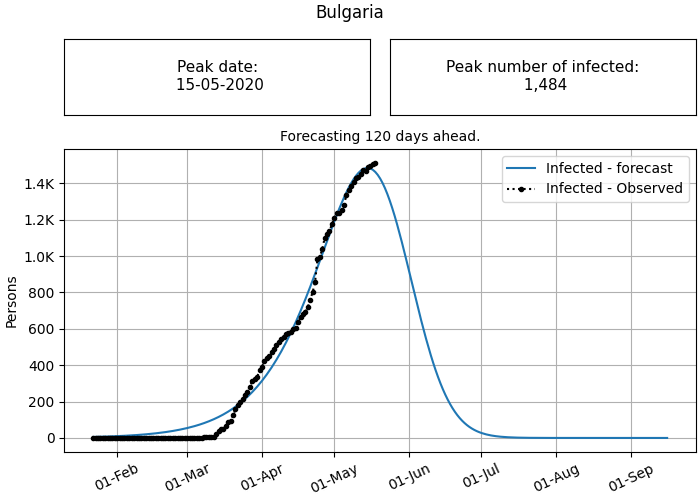 Bulgaria
Peak date:
15-05-2020
Peak number of infected:
1,484
Forecasting 120 days ahead.
Infected - forecast
Infected - Observed
1.4K
1.2K
1.0K
800
600
400
200
0
Persons
01-Feb
01-Mar
01-Apr
01-May
01-Jun
01-Jul
01-Aug
01-Sep